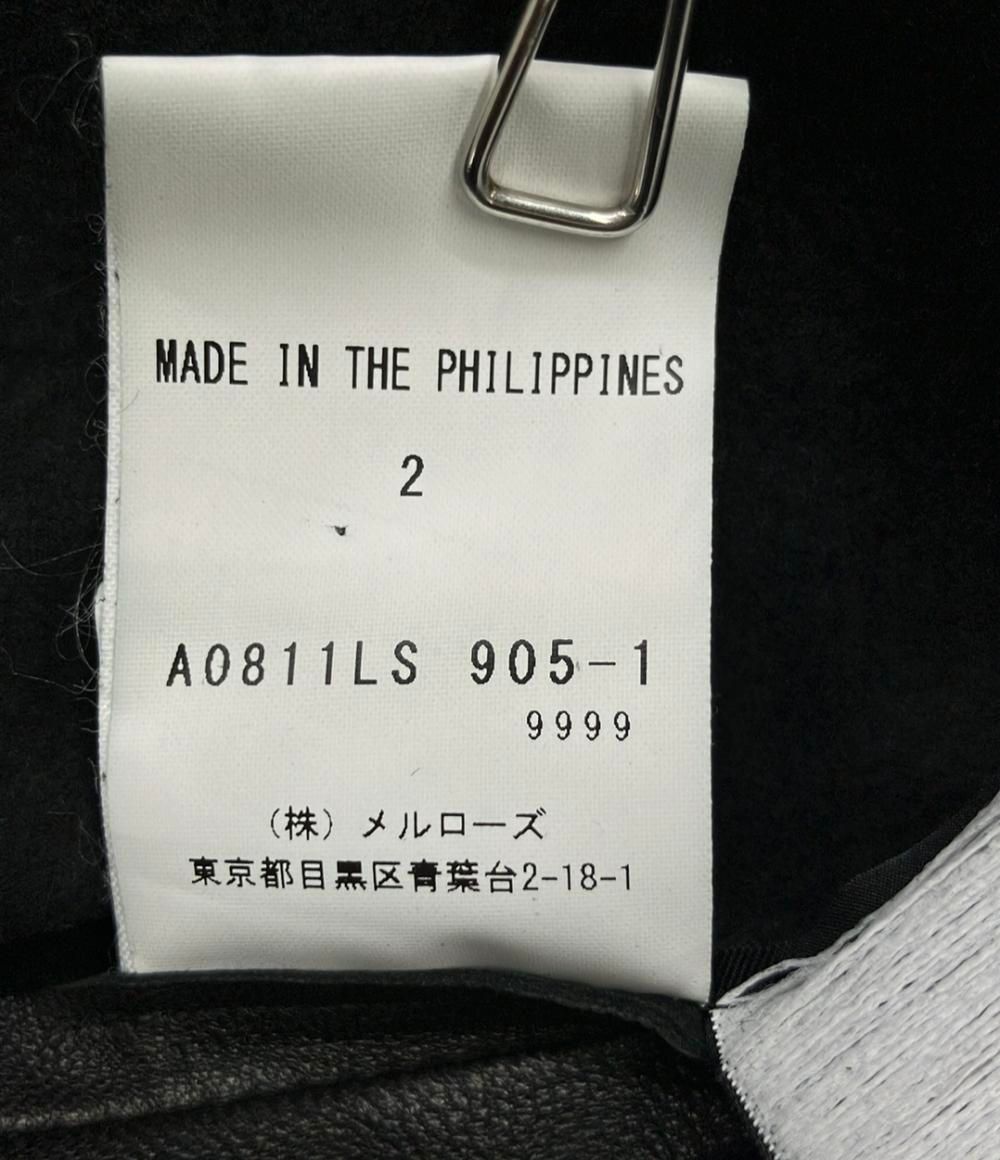 MADE IN THE PHILIPPINES
2
A0811LS 905-1
9999
(株) メルローズ
東京都目黒区青葉台2-18-1